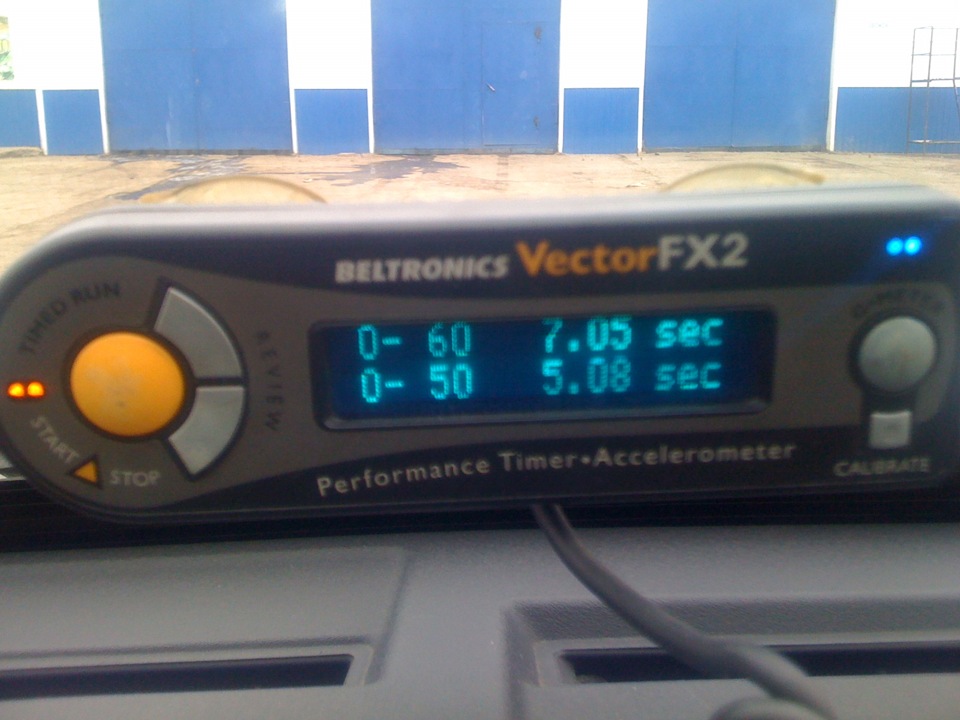 BELTRONICS VectorFX2
TIMED RUN
REVIEW
START
STOP
0- 60 7.05 sec
0- 50 5.08 sec
G-METER
CALIBRATE
Performance Timer•Accelerometer